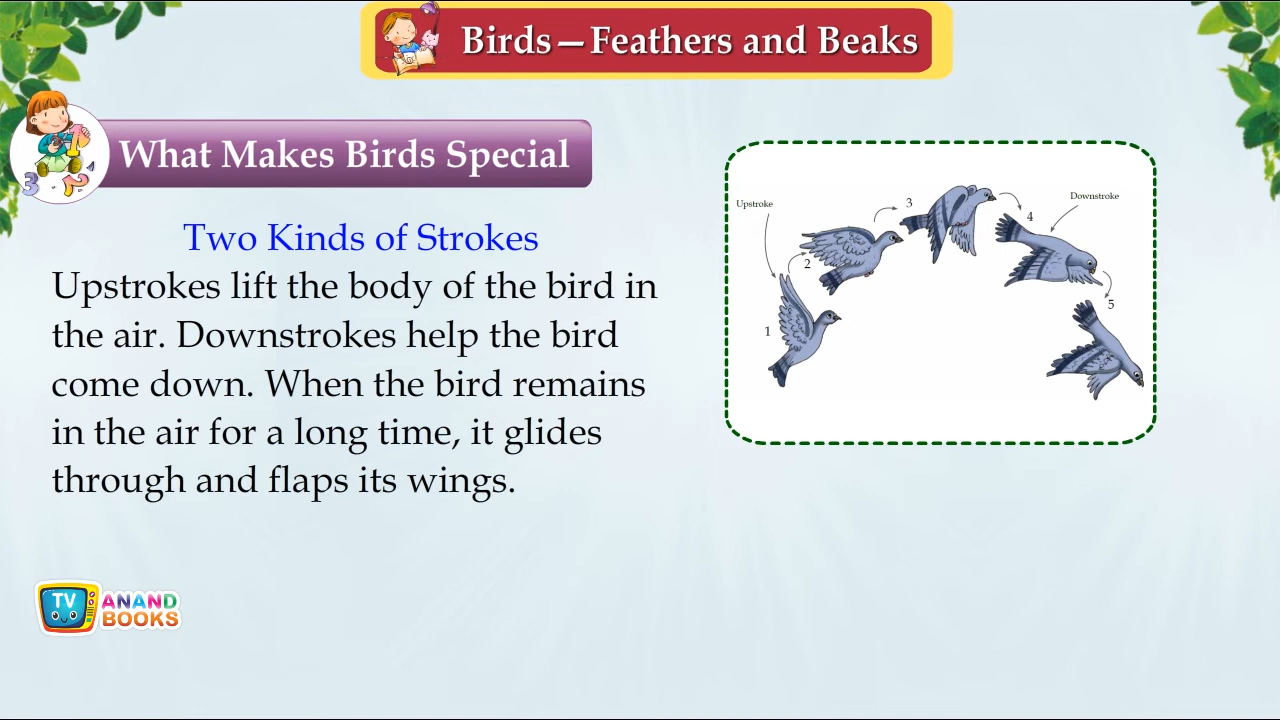 Birds—Feathers and Beaks
What Makes Birds Special
Two Kinds of Strokes
Upstrokes lift the body of the bird in
the air. Downstrokes help the bird
come down. When the bird remains
in the air for a long time, it glides
through and flaps its wings.
Upstroke
Downstroke
1
2
3
4
5
TV
ANAND
BOOKS